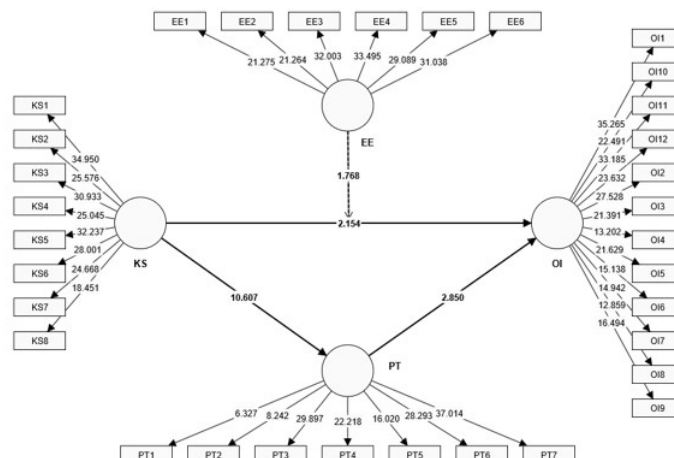 EE1 EE2 EE3 EE4 EE5 EE6
21.275 21.264 32.003 33.495 29.089 31.038
EE
1.768
KS1
KS2
KS3
KS4
KS5
KS6
KS7
KS8
34.950
25.576
30.933
25.045
32.237
28.001
24.668
18.451
KS
2.154
10.607
2.850
OI1
OI10
OI11
OI12
OI2
OI3
OI4
OI5
OI6
OI7
OI8
OI9
35.265
22.491
33.185
23.632
27.528
21.391
13.202
21.629
15.138
14.942
12.859
16.494
OI
PT
6.327 8.242 29.897 22.218 16.020 28.293 37.014
PT1 PT2 PT3 PT4 PT5 PT6 PT7